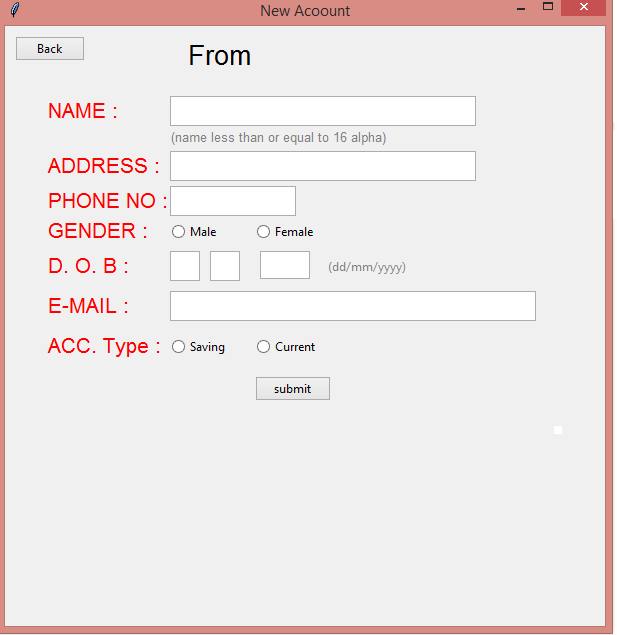 New Acoount
Back
From
NAME :
(name less than or equal to 16 alpha)
ADDRESS :
PHONE NO :
GENDER : Male Female
D. O. B : (dd/mm/yyyy)
E-MAIL :
ACC. Type : Saving Current
submit